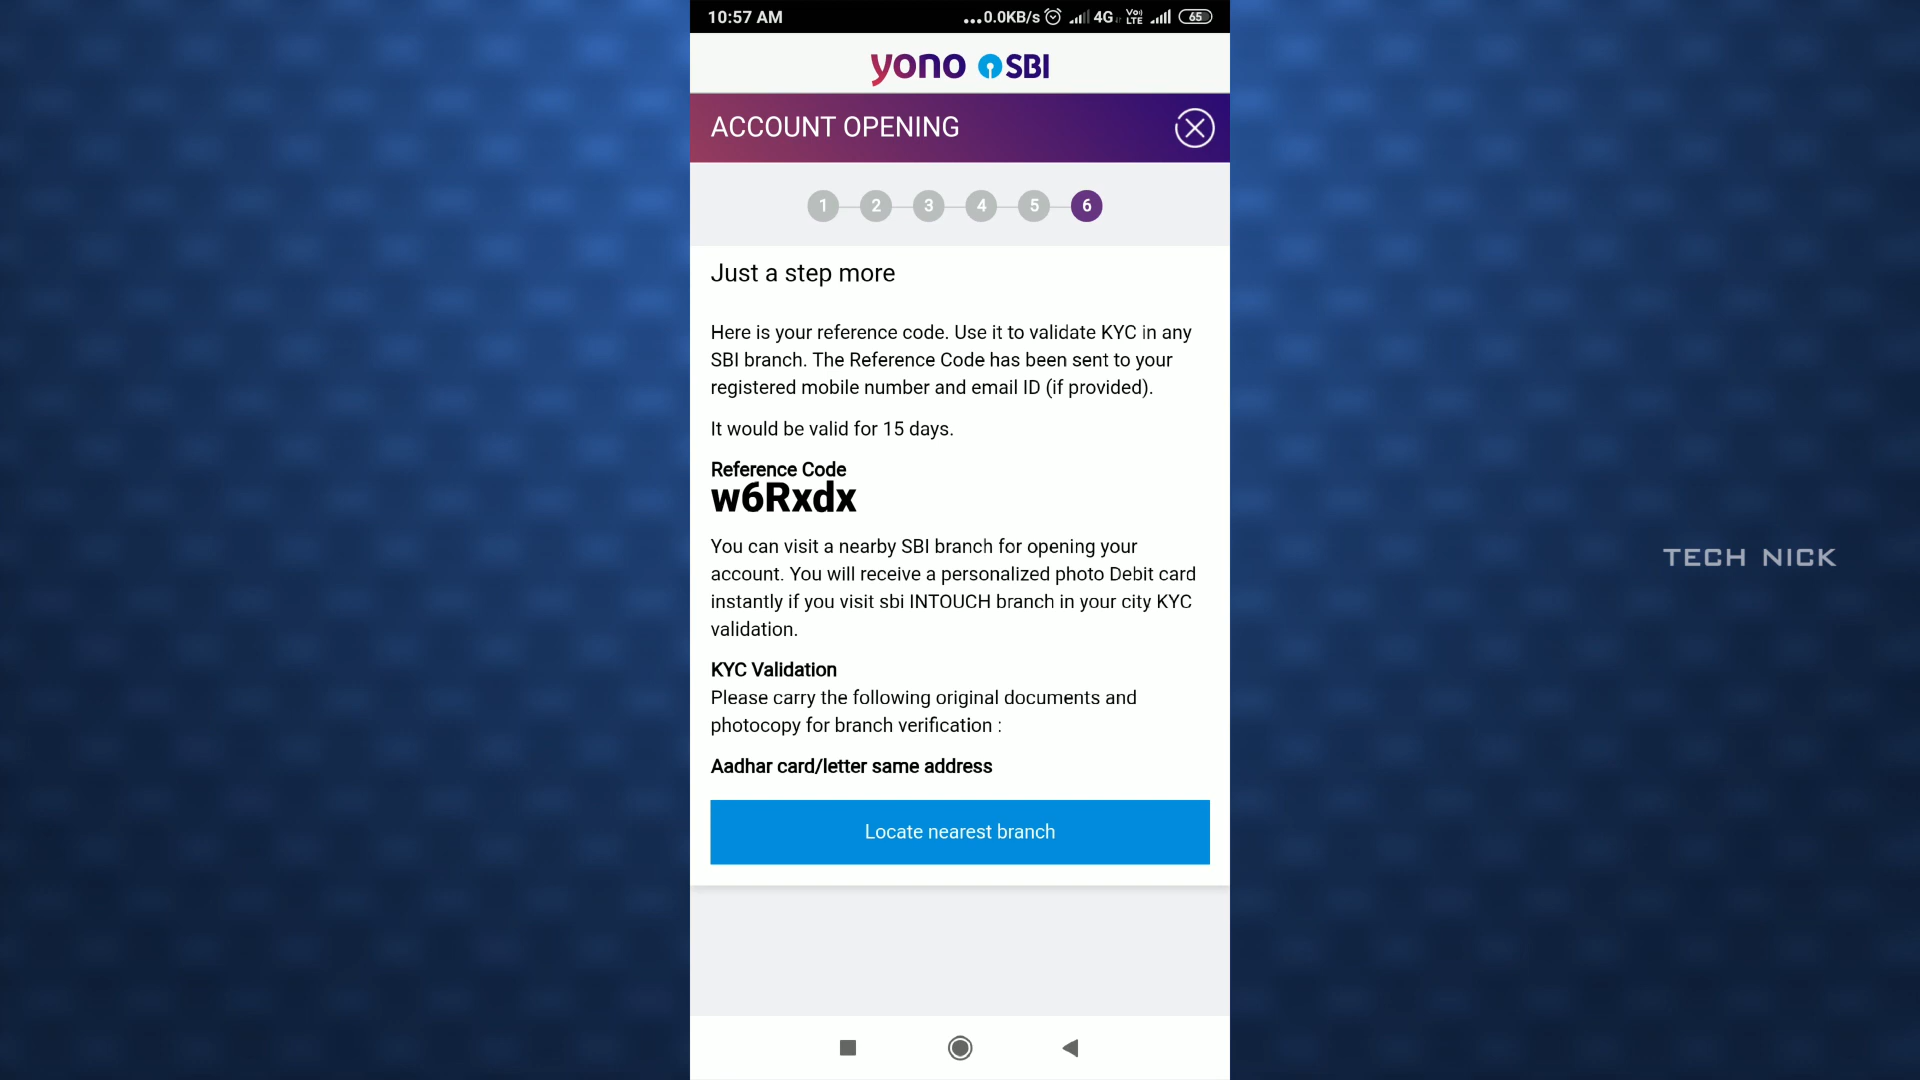 10:57 AM
...0.0KB/s 4G Vo) LTE 65
yono SBI
ACCOUNT OPENING
1 2 3 4 5 6
Just a step more
Here is your reference code. Use it to validate KYC in any
SBI branch. The Reference Code has been sent to your
registered mobile number and email ID (if provided).
It would be valid for 15 days.
Reference Code
w6Rxdx
You can visit a nearby SBI branch for opening your
account. You will receive a personalized photo Debit card
instantly if you visit sbi INTOUCH branch in your city KYC
validation.
KYC Validation
Please carry the following original documents and
photocopy for branch verification :
Aadhar card/letter same address
Locate nearest branch
TECH NICK